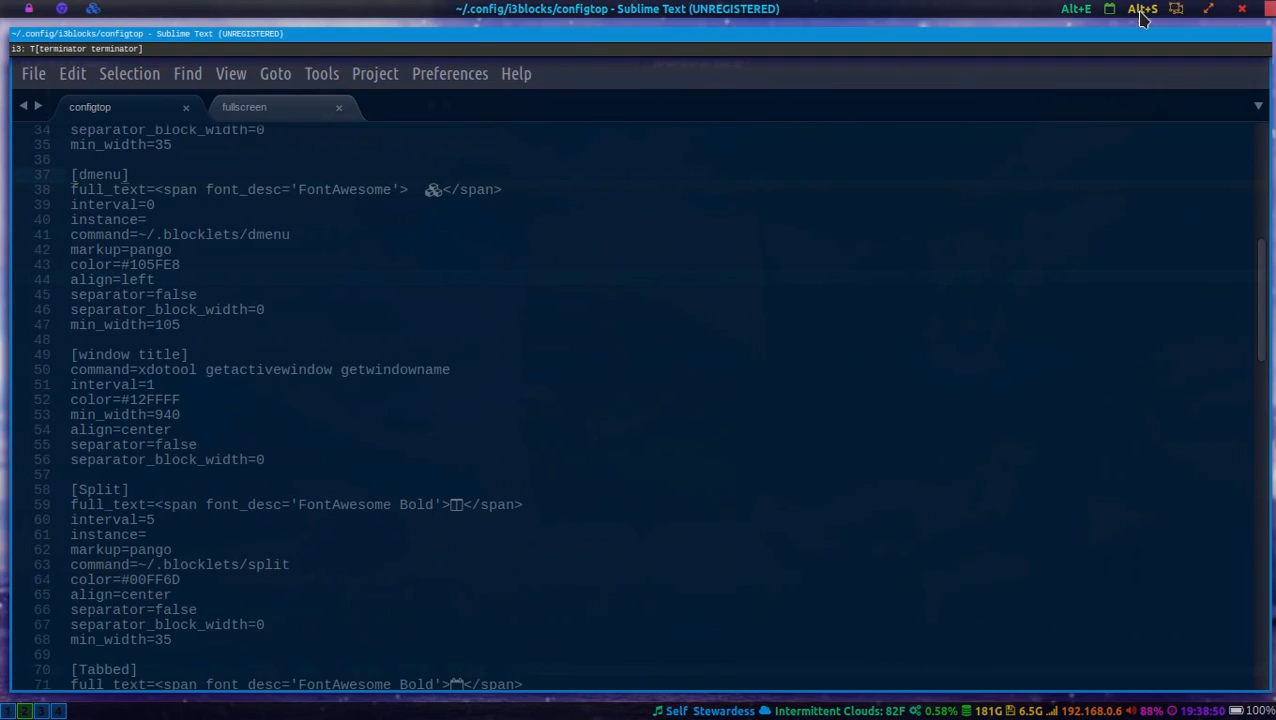 ~/.config/i3blocks/configtop - Sublime Text (UNREGISTERED)
Alt+E
Alt+S
~/.config/i3blocks/configtop - Sublime Text (UNREGISTERED)
i3: T[terminator terminator]
File Edit Selection Find View Goto Tools Project Preferences Help
configtop
fullscreen
34 separator_block_width=0
35 min_width=35
36
37 [dmenu]
38 full_text=<span font_desc='FontAwesome'> </span>
39 interval=0
40 instance=
41 command=~/.blocklets/dmenu
42 markup=pango
43 color=#105FE8
44 align=left
45 separator=false
46 separator_block_width=0
47 min_width=105
48
49 [window title]
50 command=xdotool getactivewindow getwindowname
51 interval=1
52 color=#12FFFF
53 min_width=940
54 align=center
55 separator=false
56 separator_block_width=0
57
58 [Split]
59 full_text=<span font_desc='FontAwesome Bold'></span>
60 interval=5
61 instance=
62 markup=pango
63 command=~/.blocklets/split
64 color=#00FF6D
65 align=center
66 separator=false
67 separator_block_width=0
68 min_width=35
69
70 [Tabbed]
71 full_text=<span font_desc='FontAwesome Bold'></span>
1 2 3 4
Self Stewardess Intermittent Clouds: 82F 0.58% 181G 6.5G 192.168.0.6 88% 19:38:50 100%